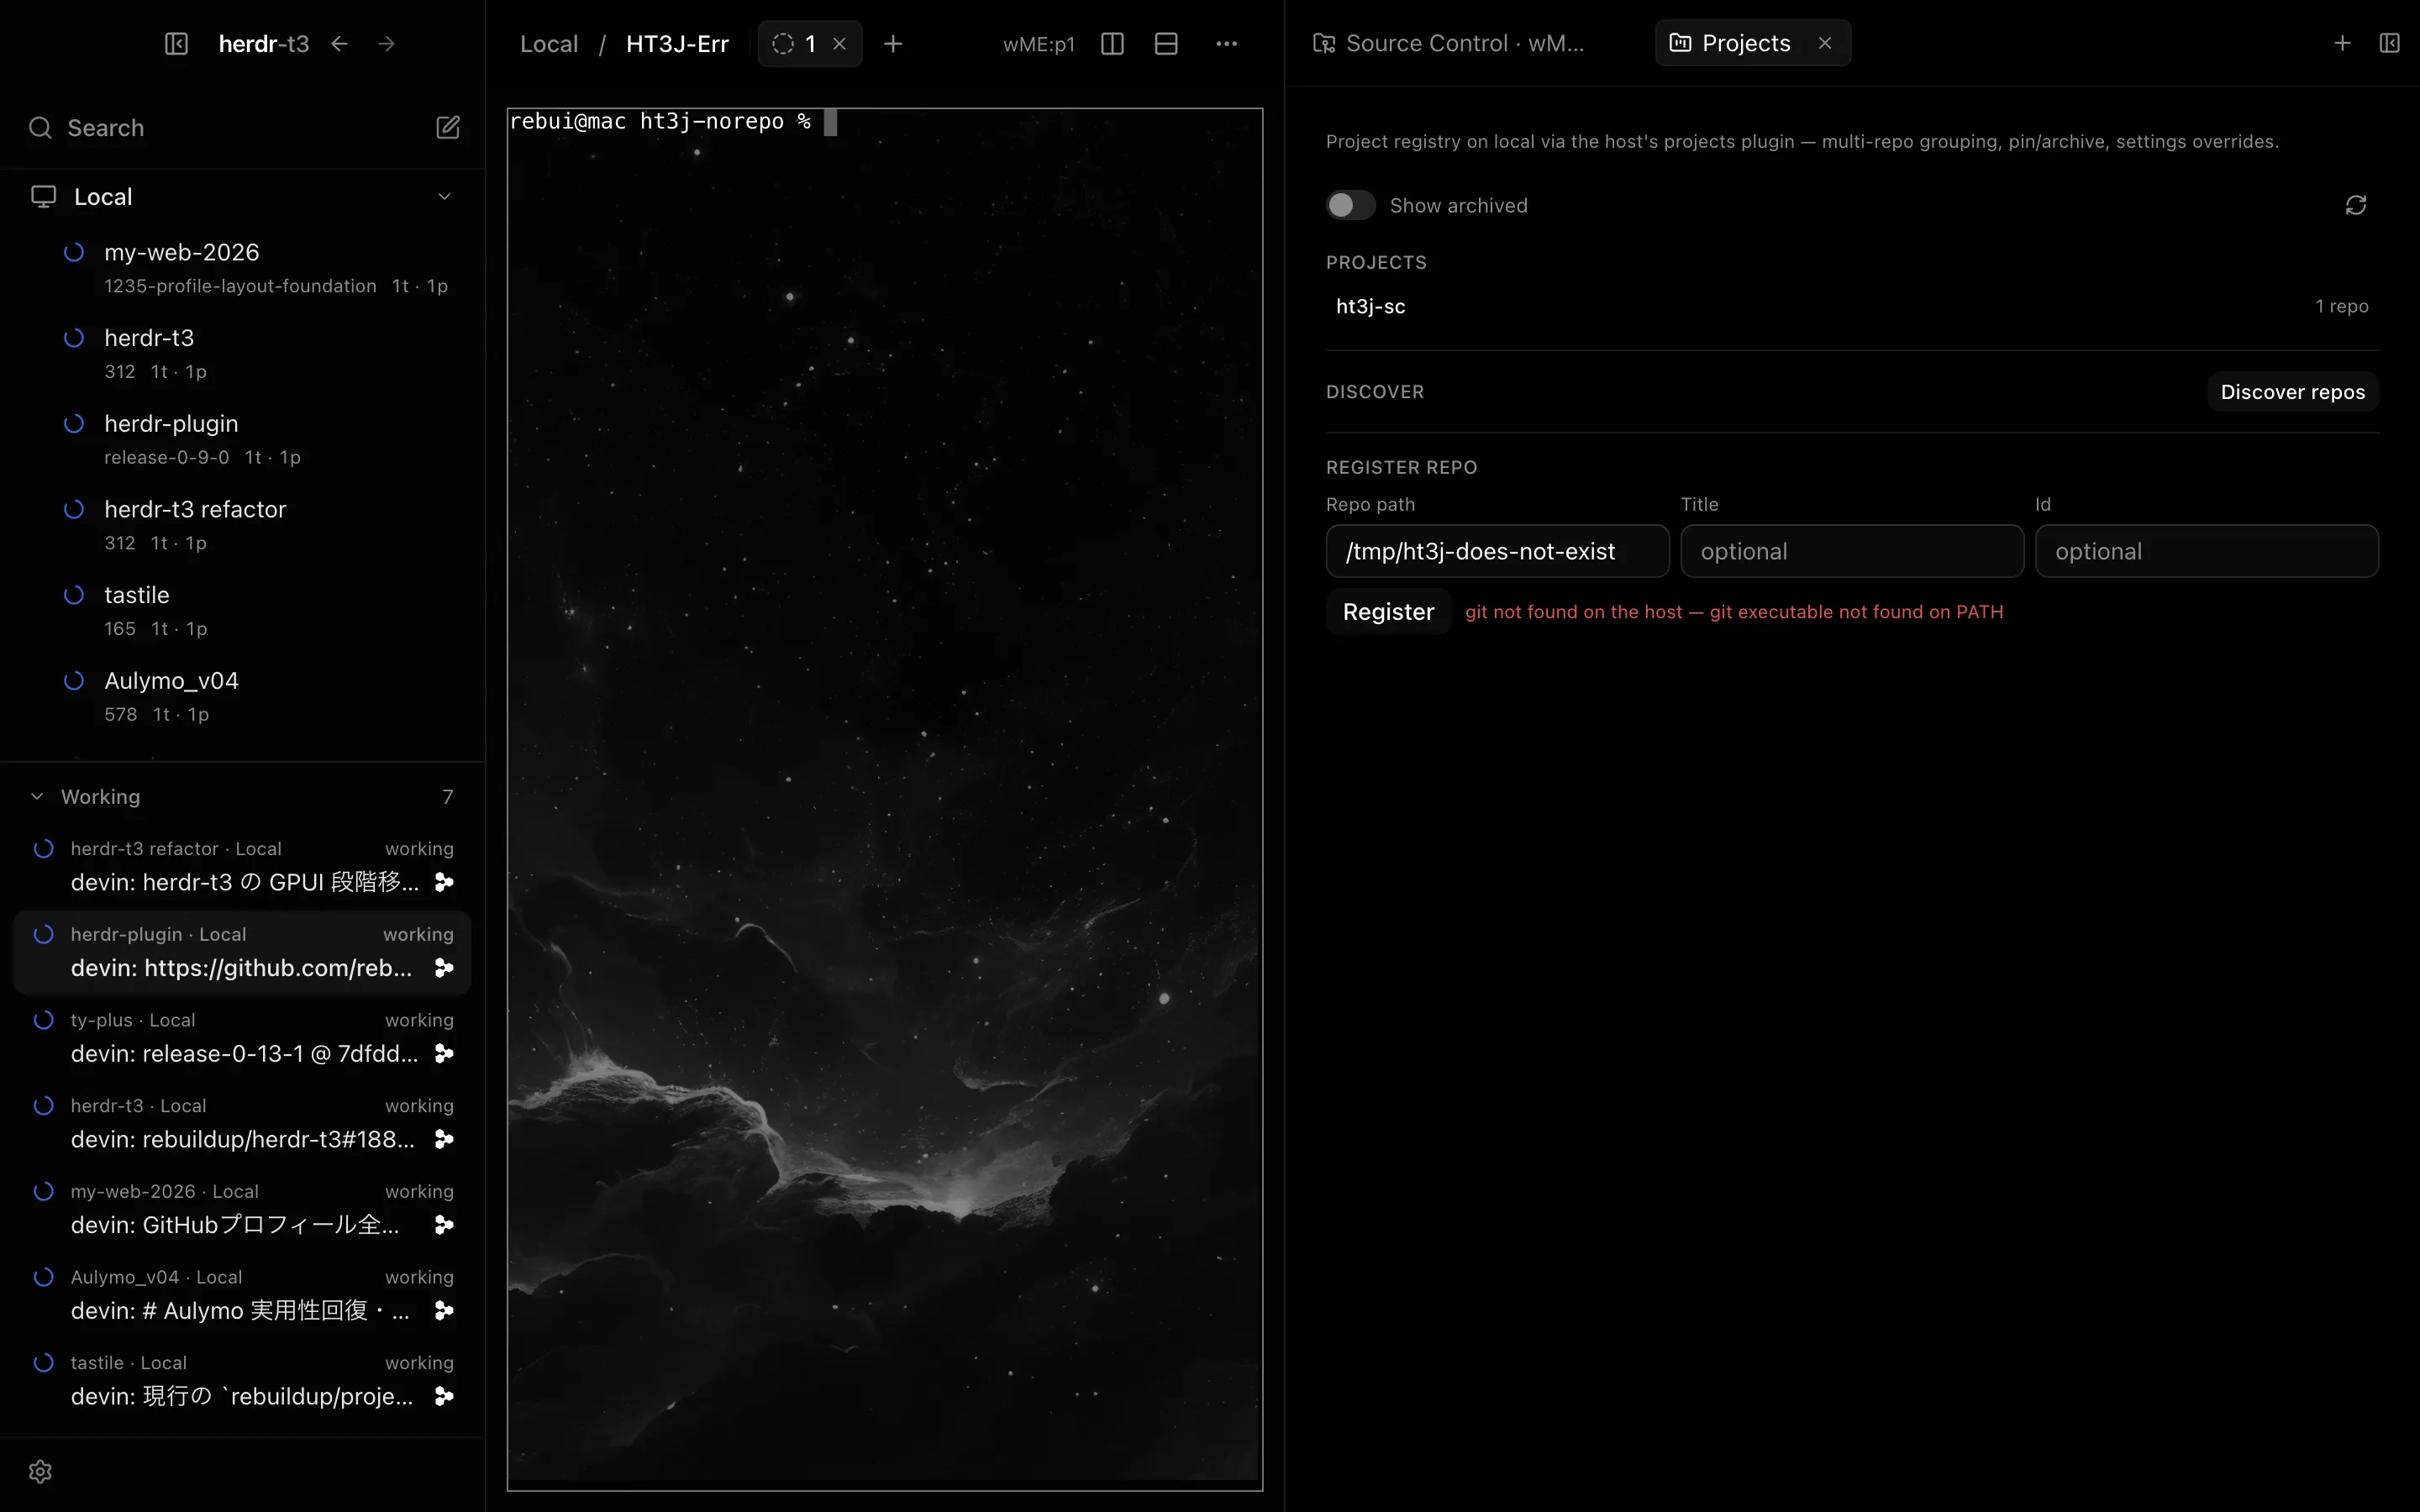 herdr-t3
Search
Local
my-web-2026
1235-profile-layout-foundation 1t · 1p
herdr-t3
312 1t · 1p
herdr-plugin
release-0-9-0 1t · 1p
herdr-t3 refactor
312 1t · 1p
tastile
165 1t · 1p
Aulymo_v04
578 1t · 1p
Working 7
herdr-t3 refactor · Local working
devin: herdr-t3 の GPUI 段階移...
herdr-plugin · Local working
devin: https://github.com/reb...
ty-plus · Local working
devin: release-0-13-1 @ 7dfdd...
herdr-t3 · Local working
devin: rebuildup/herdr-t3#188...
my-web-2026 · Local working
devin: GitHubプロフィール全...
Aulymo_v04 · Local working
devin: # Aulymo 実用性回復・...
tastile · Local working
devin: 現行の `rebuildup/proje...
Local / HT3J-Err 1 wME:p1
rebui@mac ht3j-norepo %
Source Control · wM... Projects
Project registry on local via the host's projects plugin — multi-repo grouping, pin/archive, settings overrides.
Show archived
PROJECTS
ht3j-sc 1 repo
DISCOVER Discover repos
REGISTER REPO
Repo path Title Id
/tmp/ht3j-does-not-exist optional optional
Register git not found on the host — git executable not found on PATH